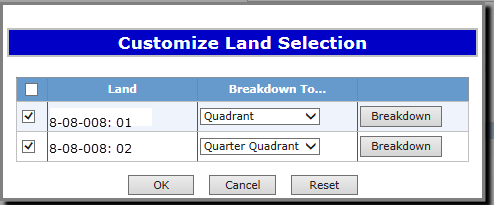 Customize Land Selection
Land Breakdown To...
8-08-008: 01 Quadrant Breakdown
8-08-008: 02 Quarter Quadrant Breakdown
OK Cancel Reset